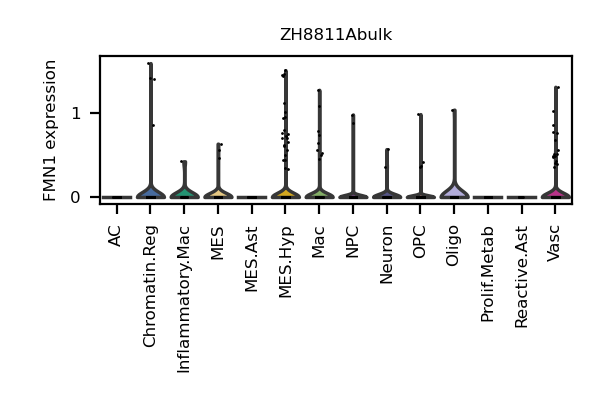 ZH8811Abulk
FMN1 expression
1
0
AC
Chromatin.Reg
Inflammatory.Mac
MES
MES.Ast
MES.Hyp
Mac
NPC
Neuron
OPC
Oligo
Prolif.Metab
Reactive.Ast
Vasc